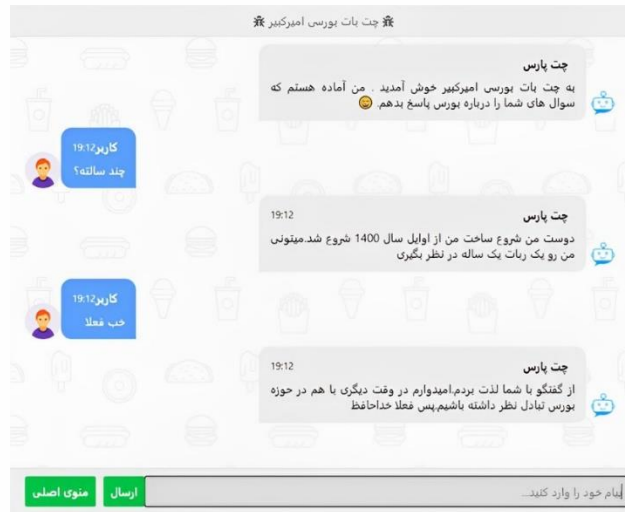 چت بات بورسی امیرکبیر
چت پارس
به چت بات بورسی امیرکبیر خوش آمدید . من آماده هستم که
سوال های شما را درباره بورس پاسخ بدهم. 😄
کاربر 19:12
چند سالته؟
چت پارس 19:12
دوست من شروع ساخت من از اوایل سال 1400 شروع شد.میتونی
من رو یک ربات یک ساله در نظر بگیری
کاربر 19:12
خب فعلا
چت پارس 19:12
از گفتگو با شما لذت بردم.امیدوارم در وقت دیگری با هم در حوزه
بورس تبادل نظر داشته باشیم.پس فعلا خداحافظ
پیام خود را وارد کنید... ارسال منوی اصلی